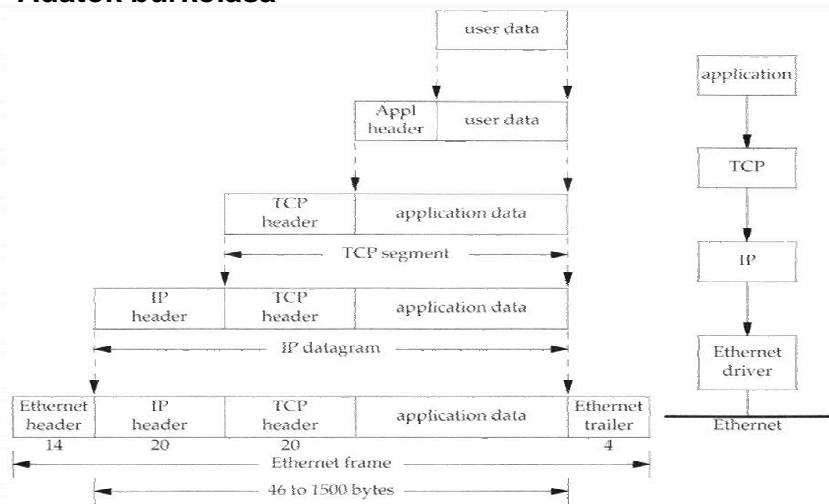 Adatok burkolása
user data
application
Appl
header
user data
TCP
TCP
header
application data
TCP segment
IP
IP
header
TCP
header
application data
IP datagram
Ethernet
driver
Ethernet
header
IP
header
TCP
header
application data
Ethernet
trailer
Ethernet
14
20
20
4
Ethernet frame
46 to 1500 bytes